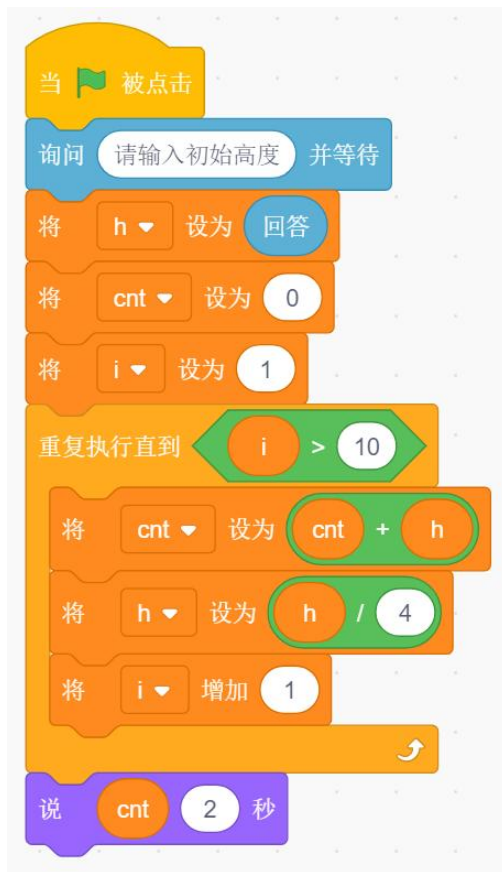 当 被点击
询问 请输入初始高度 并等待
将 h 设为 回答
将 cnt 设为 0
将 i 设为 1
重复执行直到 i > 10
将 cnt 设为 cnt + h
将 h 设为 h / 4
将 i 增加 1
说 cnt 2 秒